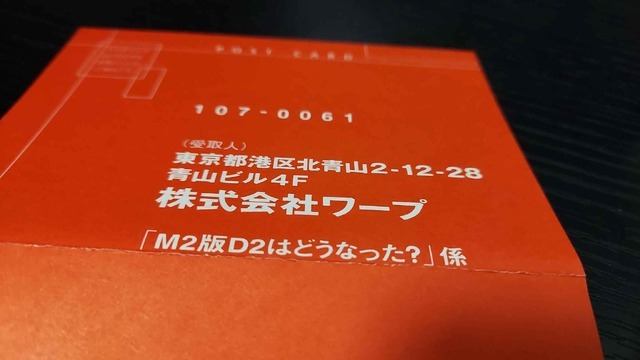 POST CARD
107-0061
(受取人)
東京都港区北青山2-12-28
青山ビル4F
株式会社ワープ
「M2版D2はどうなった?」係